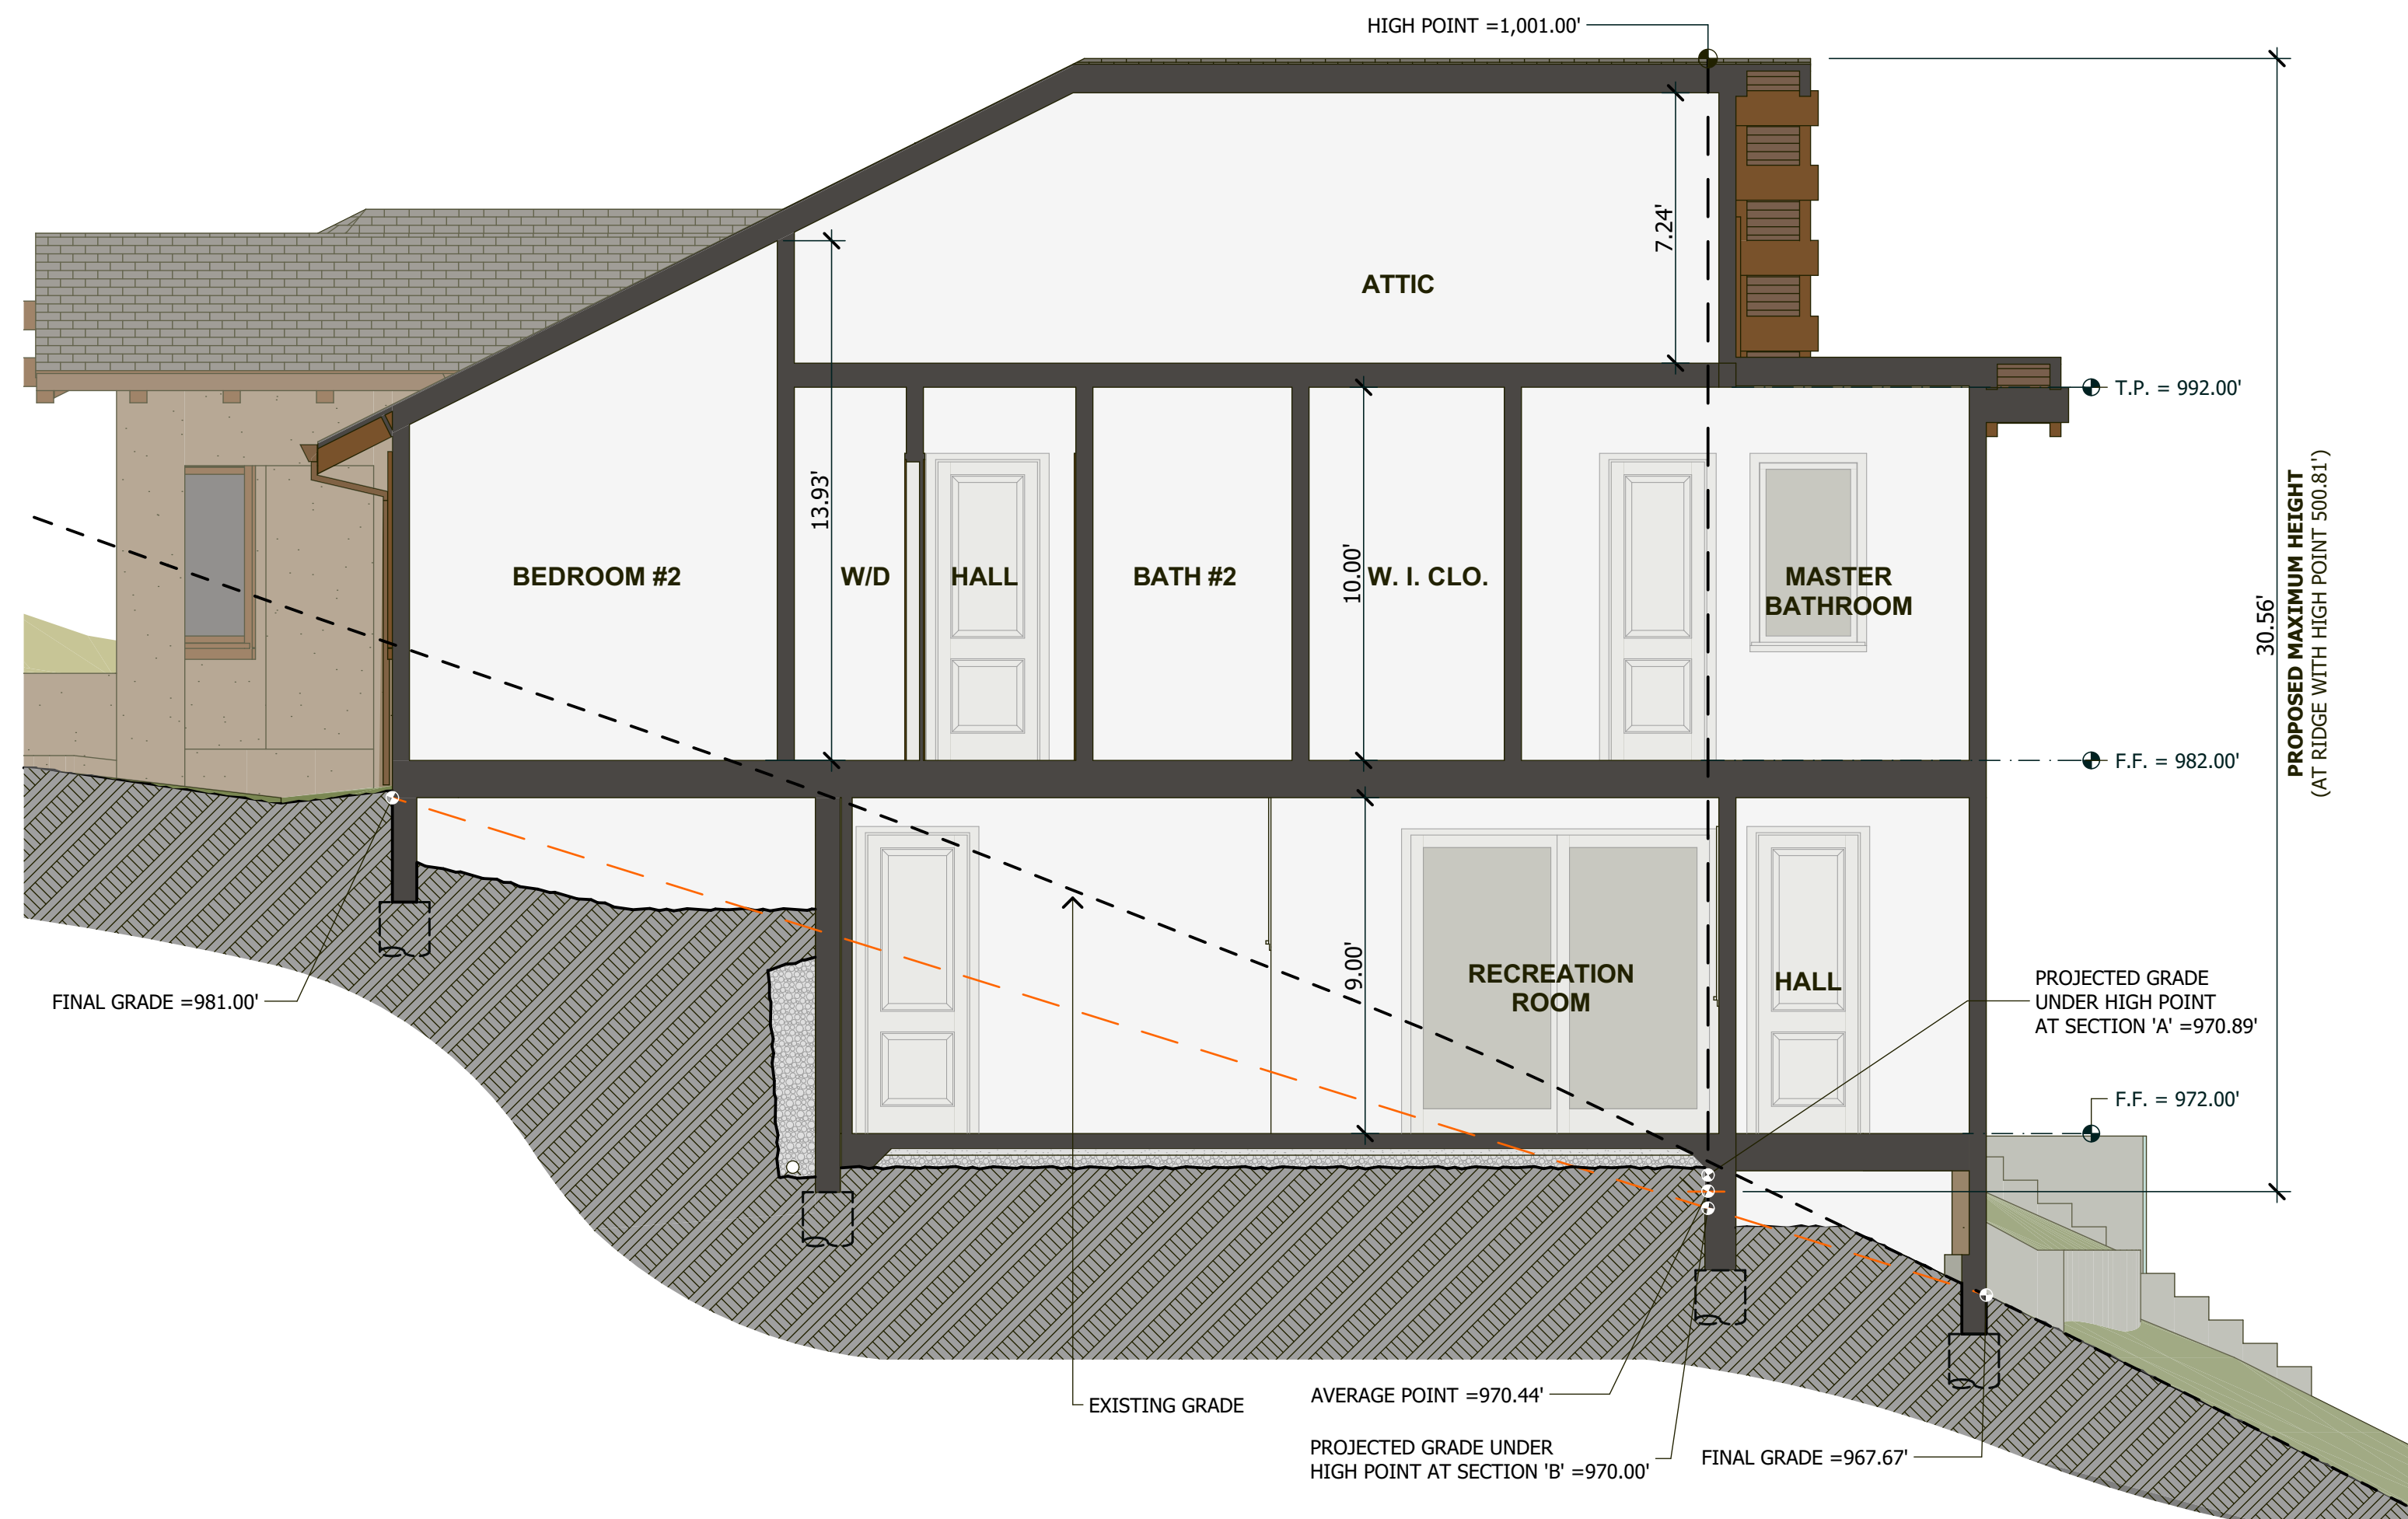 HIGH POINT =1,001.00'
7.24'
ATTIC
T.P. = 992.00'
13.93'
10.00'
BEDROOM #2
W/D
HALL
BATH #2
W. I. CLO.
MASTER
BATHROOM
30.56'
PROPOSED MAXIMUM HEIGHT
(AT RIDGE WITH HIGH POINT 500.81')
F.F. = 982.00'
9.00'
RECREATION
ROOM
HALL
PROJECTED GRADE
UNDER HIGH POINT
AT SECTION 'A' =970.89'
FINAL GRADE =981.00'
F.F. = 972.00'
EXISTING GRADE
AVERAGE POINT =970.44'
PROJECTED GRADE UNDER
HIGH POINT AT SECTION 'B' =970.00'
FINAL GRADE =967.67'